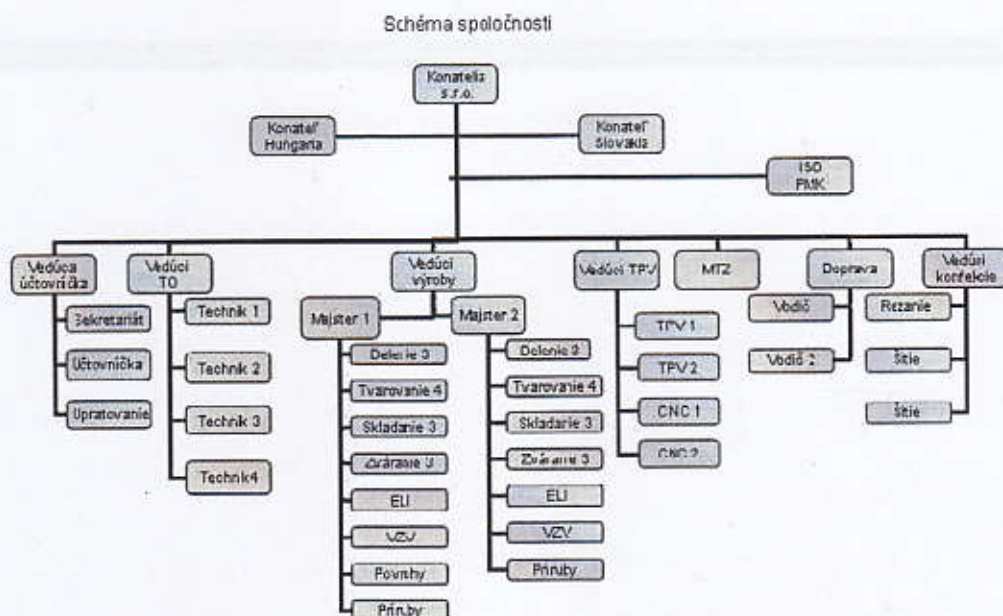 Schéma spoločnosti
Konatelia
s.r.o.
Konateľ
Hungaria
Konateľ
Slovakia
ISO
PMK
Vedúca
účtovníčka
Vedúci
TO
Vedúci
výroby
Vedúci TPV
MTZ
Doprava
Vedúci
konfekcie
Sekretariát
Účtovníčka
Upratovanie
Technik 1
Technik 2
Technik 3
Technik4
Majster 1
Majster 2
Delenie 3
Tvarovanie 4
Skladanie 3
Zváranie 3
ELI
VZV
Povrchy
Príruby
Delenie 3
Tvarovanie 4
Skladanie 3
Zváranie 3
ELI
VZV
Príruby
TPV 1
TPV 2
CNC 1
CNC 2
Vodič
Vodič 2
Rezanie
Šitie
Šitie